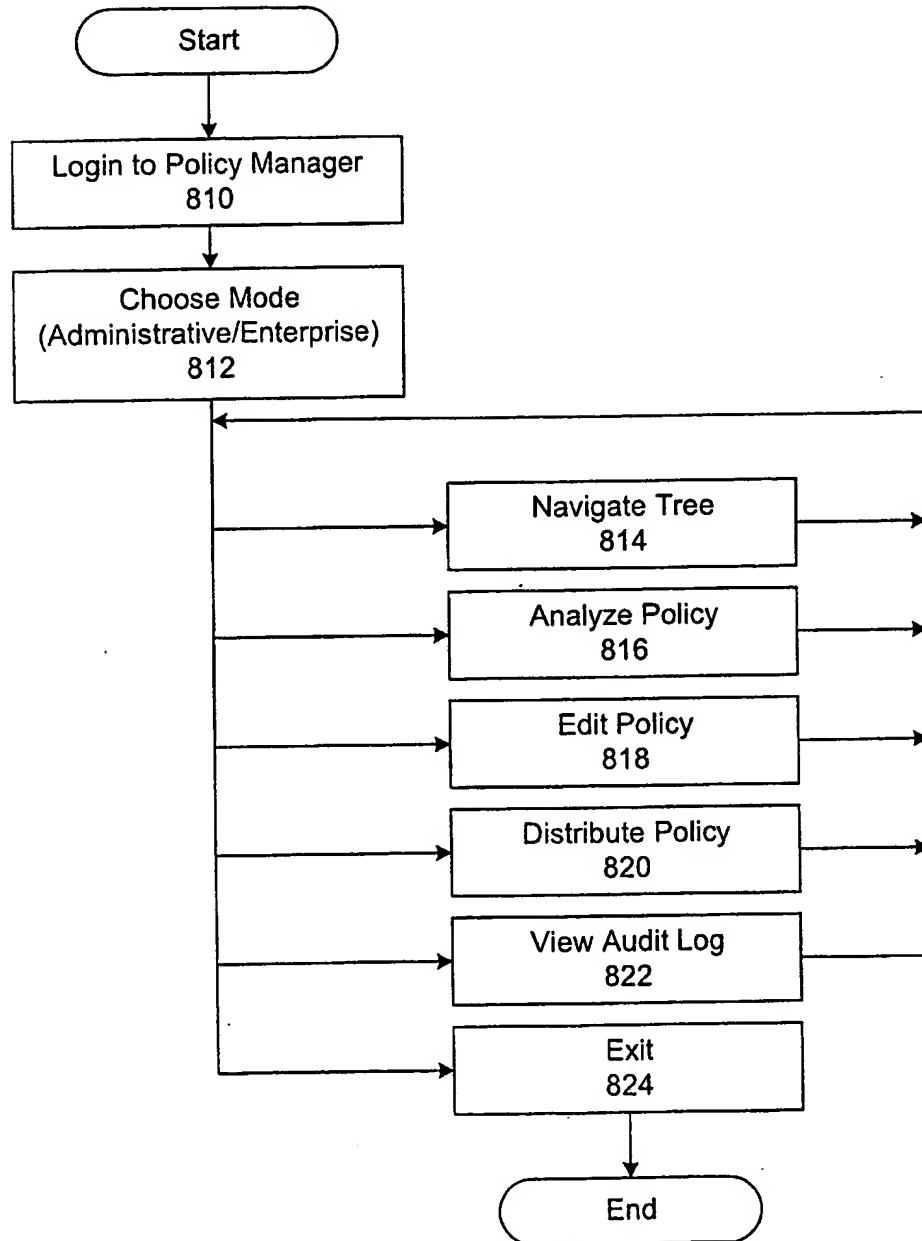 Start
Login to Policy Manager
810
Choose Mode
(Administrative/Enterprise)
812
Navigate Tree
814
Analyze Policy
816
Edit Policy
818
Distribute Policy
820
View Audit Log
822
Exit
824
End